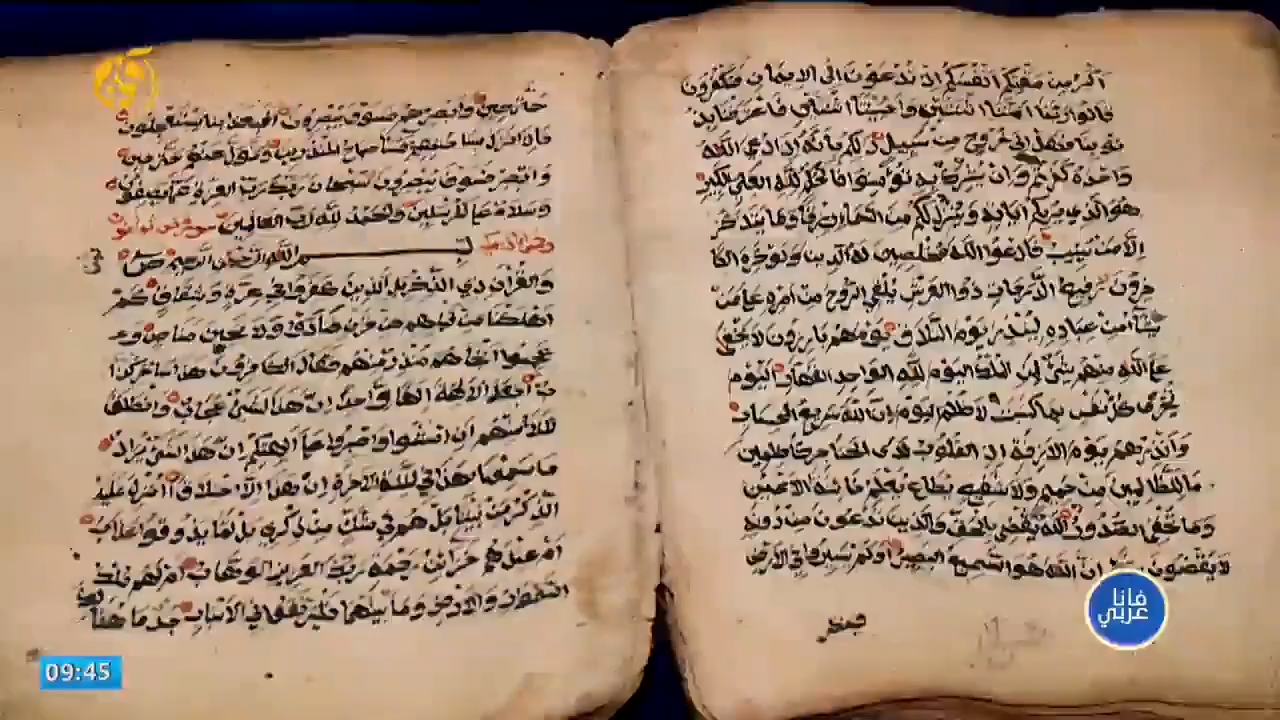 أكبر من مقتكم أنفسكم إذ تدعون إلى الإيمان فتكفرون
قالوا ربنا أمتنا اثنتين وأحييتنا اثنتين فاعترفنا بذ
نوبنا فهل إلى خروج من سبيل ذلكم بأنه إذا دعي الله
وحده كفرتم وإن يشرك به تؤمنوا فالحكم لله العلي الكبير
هو الذي يريكم آياته وينزل لكم من السماء رزقا وما يتذكر
إلا من ينيب فادعوا الله مخلصين له الدين ولو كره الكا
فرون رفيع الدرجات ذو العرش يلقي الروح من أمره على من
يشاء من عباده لينذر يوم التلاق يوم هم بارزون لا يخفى
على الله منهم شيء لمن الملك اليوم لله الواحد القهار اليوم
تجزى كل نفس بما كسبت لا ظلم اليوم إن الله سريع الحساب
وأنذرهم يوم الآزفة إذ القلوب لدى الحناجر كاظمين
ما للظالمين من حميم ولا شفيع يطاع يعلم خائنة الأعين
وما تخفي الصدور والله يقضي بالحق والذين يدعون من دونه
لا يقضون بشيء إن الله هو السميع البصير أولم يسيروا في الأرض
حتى حين وأبصرهم فسوف يبصرون أفبعذابنا يستعجلون
فإذا نزل بساحتهم فساء صباح المنذرين وتول عنهم حتى حين
وأبصر فسوف يبصرون سبحان ربك رب العزة عما يصفون
وسلام على المرسلين والحمد لله رب العالمين
بسم الله الرحمن الرحيم ص
والقرآن ذي الذكر بل الذين كفروا في عزة وشقاق كم
أهلكنا من قبلهم من قرن فنادوا ولات حين مناص و
عجبوا أن جاءهم منذر منهم وقال الكافرون هذا ساحر كذا
ب أجعل الآلهة إلها واحدا إن هذا لشيء عجاب وانطلق
الملأ منهم أن امشوا واصبروا على آلهتكم إن هذا لشيء يراد
ما سمعنا بهذا في الملة الآخرة إن هذا إلا اختلاق أأنزل عليه
الذكر من بيننا بل هم في شك من ذكري بل لما يذوقوا عذاب
أم عندهم خزائن رحمة ربك العزيز الوهاب أم لهم ملك
السموات والأرض وما بينهما فليرتقوا في الأسباب جند ما هنا
فانا
عربي
09:45